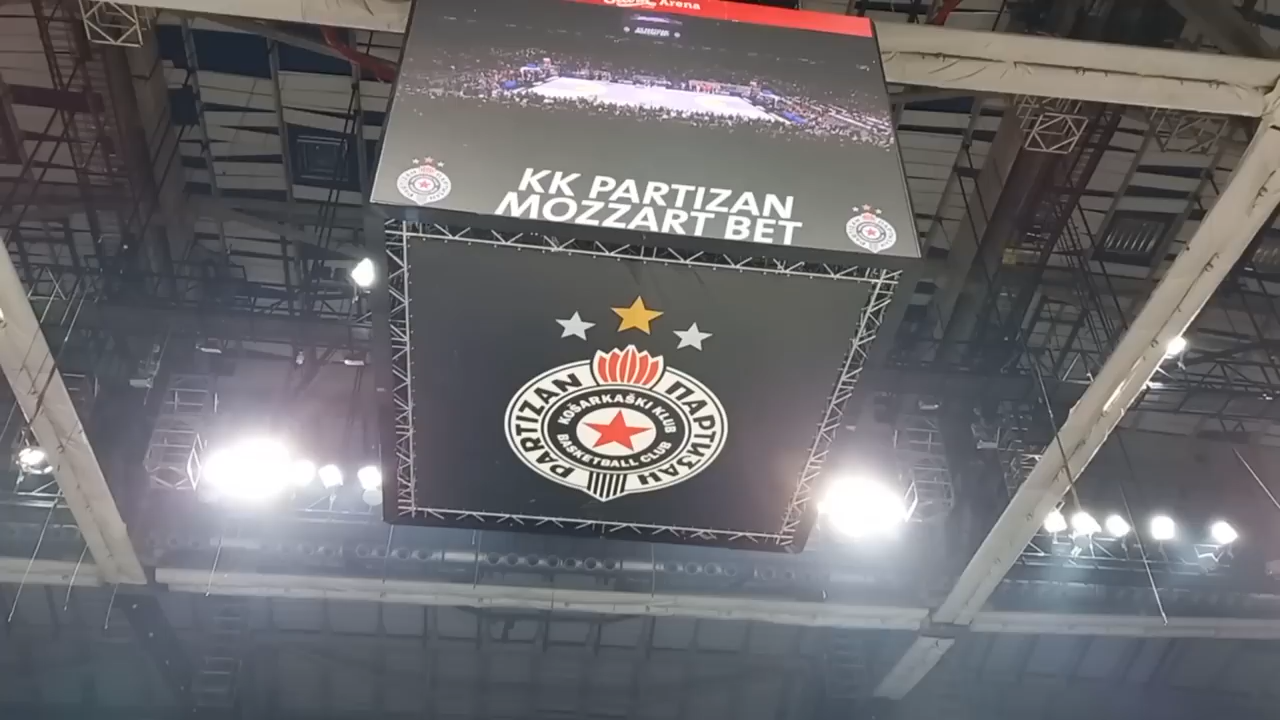 Arena
KK PARTIZAN
MOZZART BET
PARTIZAN ПАРТИЗАН
KOŠARKAŠKI KLUB
BASKETBALL CLUB